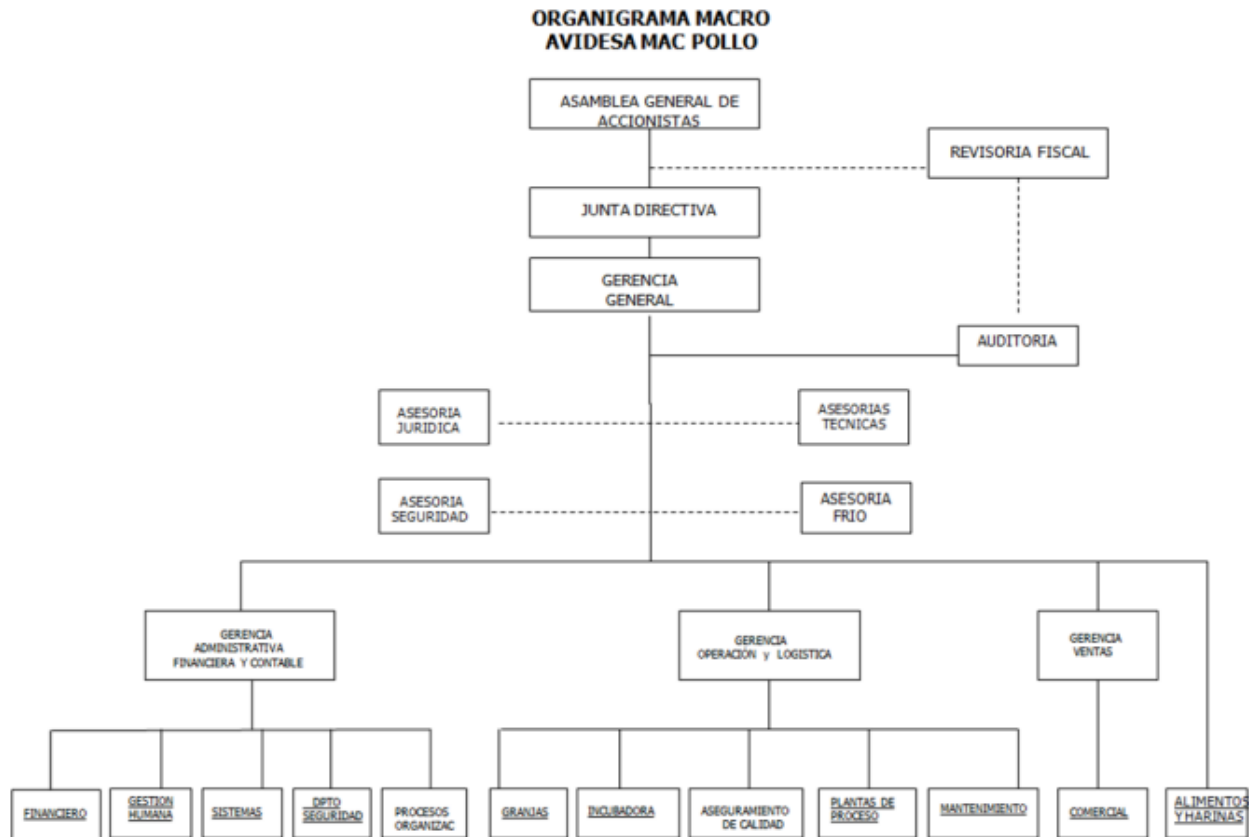 ORGANIGRAMA MACRO
AVIDESA MAC POLLO
ASAMBLEA GENERAL DE
ACCIONISTAS
REVISORIA FISCAL
JUNTA DIRECTIVA
GERENCIA
GENERAL
AUDITORIA
ASESORIA
JURIDICA
ASESORIAS
TECNICAS
ASESORIA
SEGURIDAD
ASESORIA
FRIO
GERENCIA
ADMINISTRATIVA
FINANCIERA Y CONTABLE
GERENCIA
OPERACIÓN y LOGISTICA
GERENCIA
VENTAS
FINANCIERO
GESTION
HUMANA
SISTEMAS
DPTO
SEGURIDAD
PROCESOS
ORGANIZAC
GRANJAS
INCUBADORA
ASEGURAMIENTO
DE CALIDAD
PLANTAS DE
PROCESO
MANTENIMIENTO
COMERCIAL
ALIMENTOS
Y HARINAS